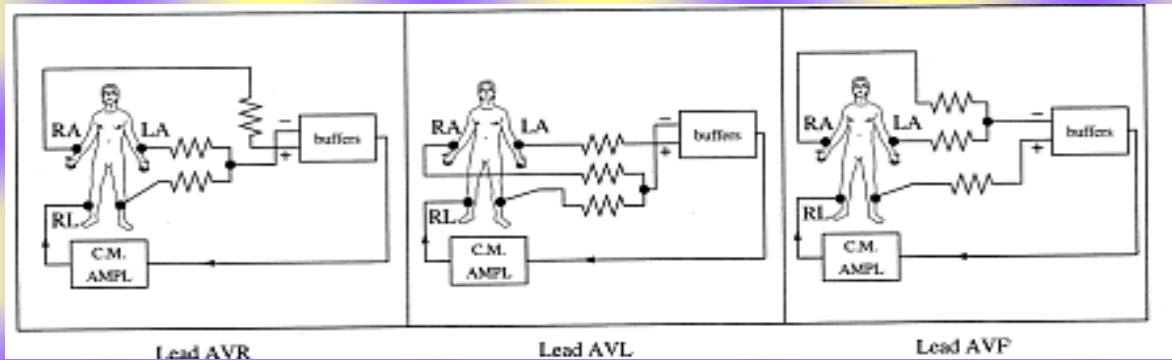 RA LA
−
+
buffers
RL
C.M.
AMPL
Lead AVR
RA LA
−
+
buffers
RL
C.M.
AMPL
Lead AVL
RA LA
−
+
buffers
RL
C.M.
AMPL
Lead AVF